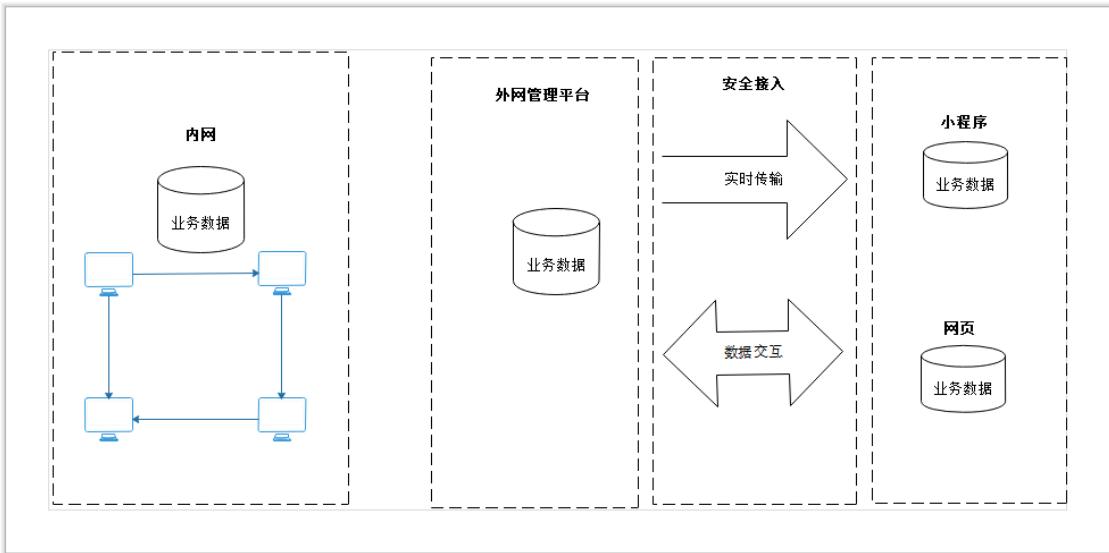 内网
业务数据
外网管理平台
业务数据
安全接入
实时传输
数据交互
小程序
业务数据
网页
业务数据